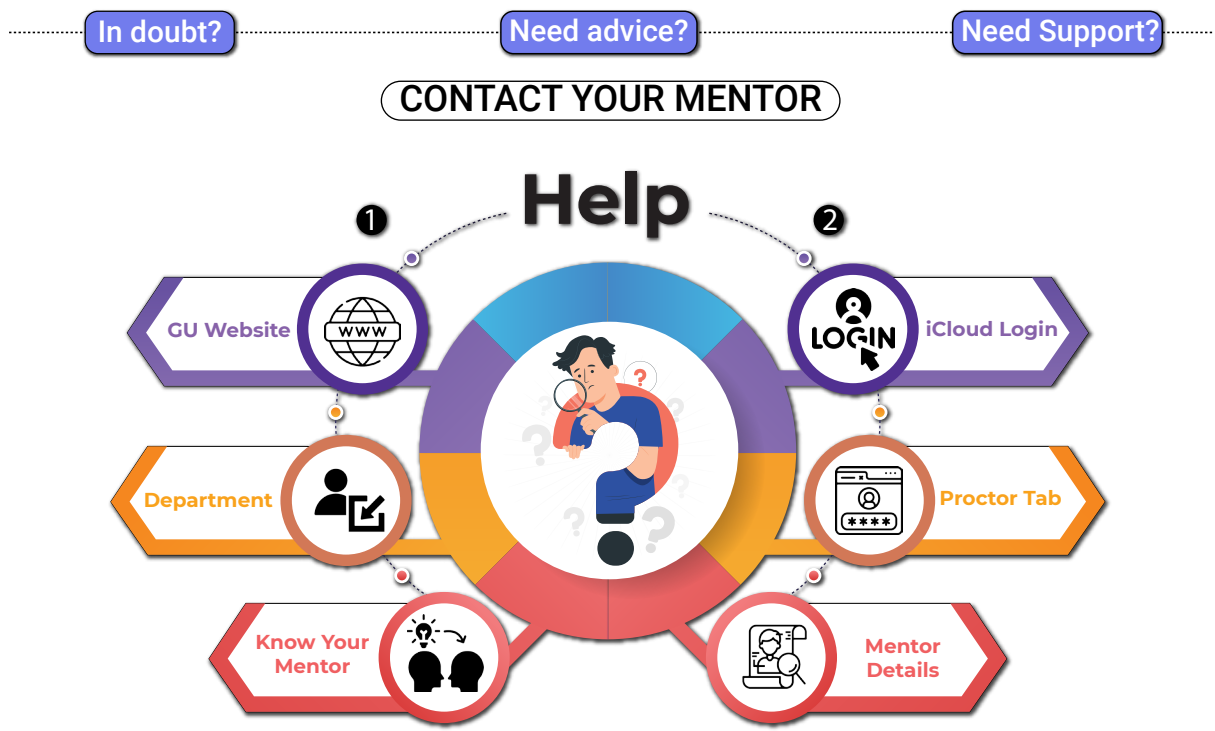 In doubt?
Need advice?
Need Support?
CONTACT YOUR MENTOR
Help
1
2
GU Website
WWW
LOGIN
iCloud Login
Department
Proctor Tab
****
Know Your
Mentor
Mentor
Details